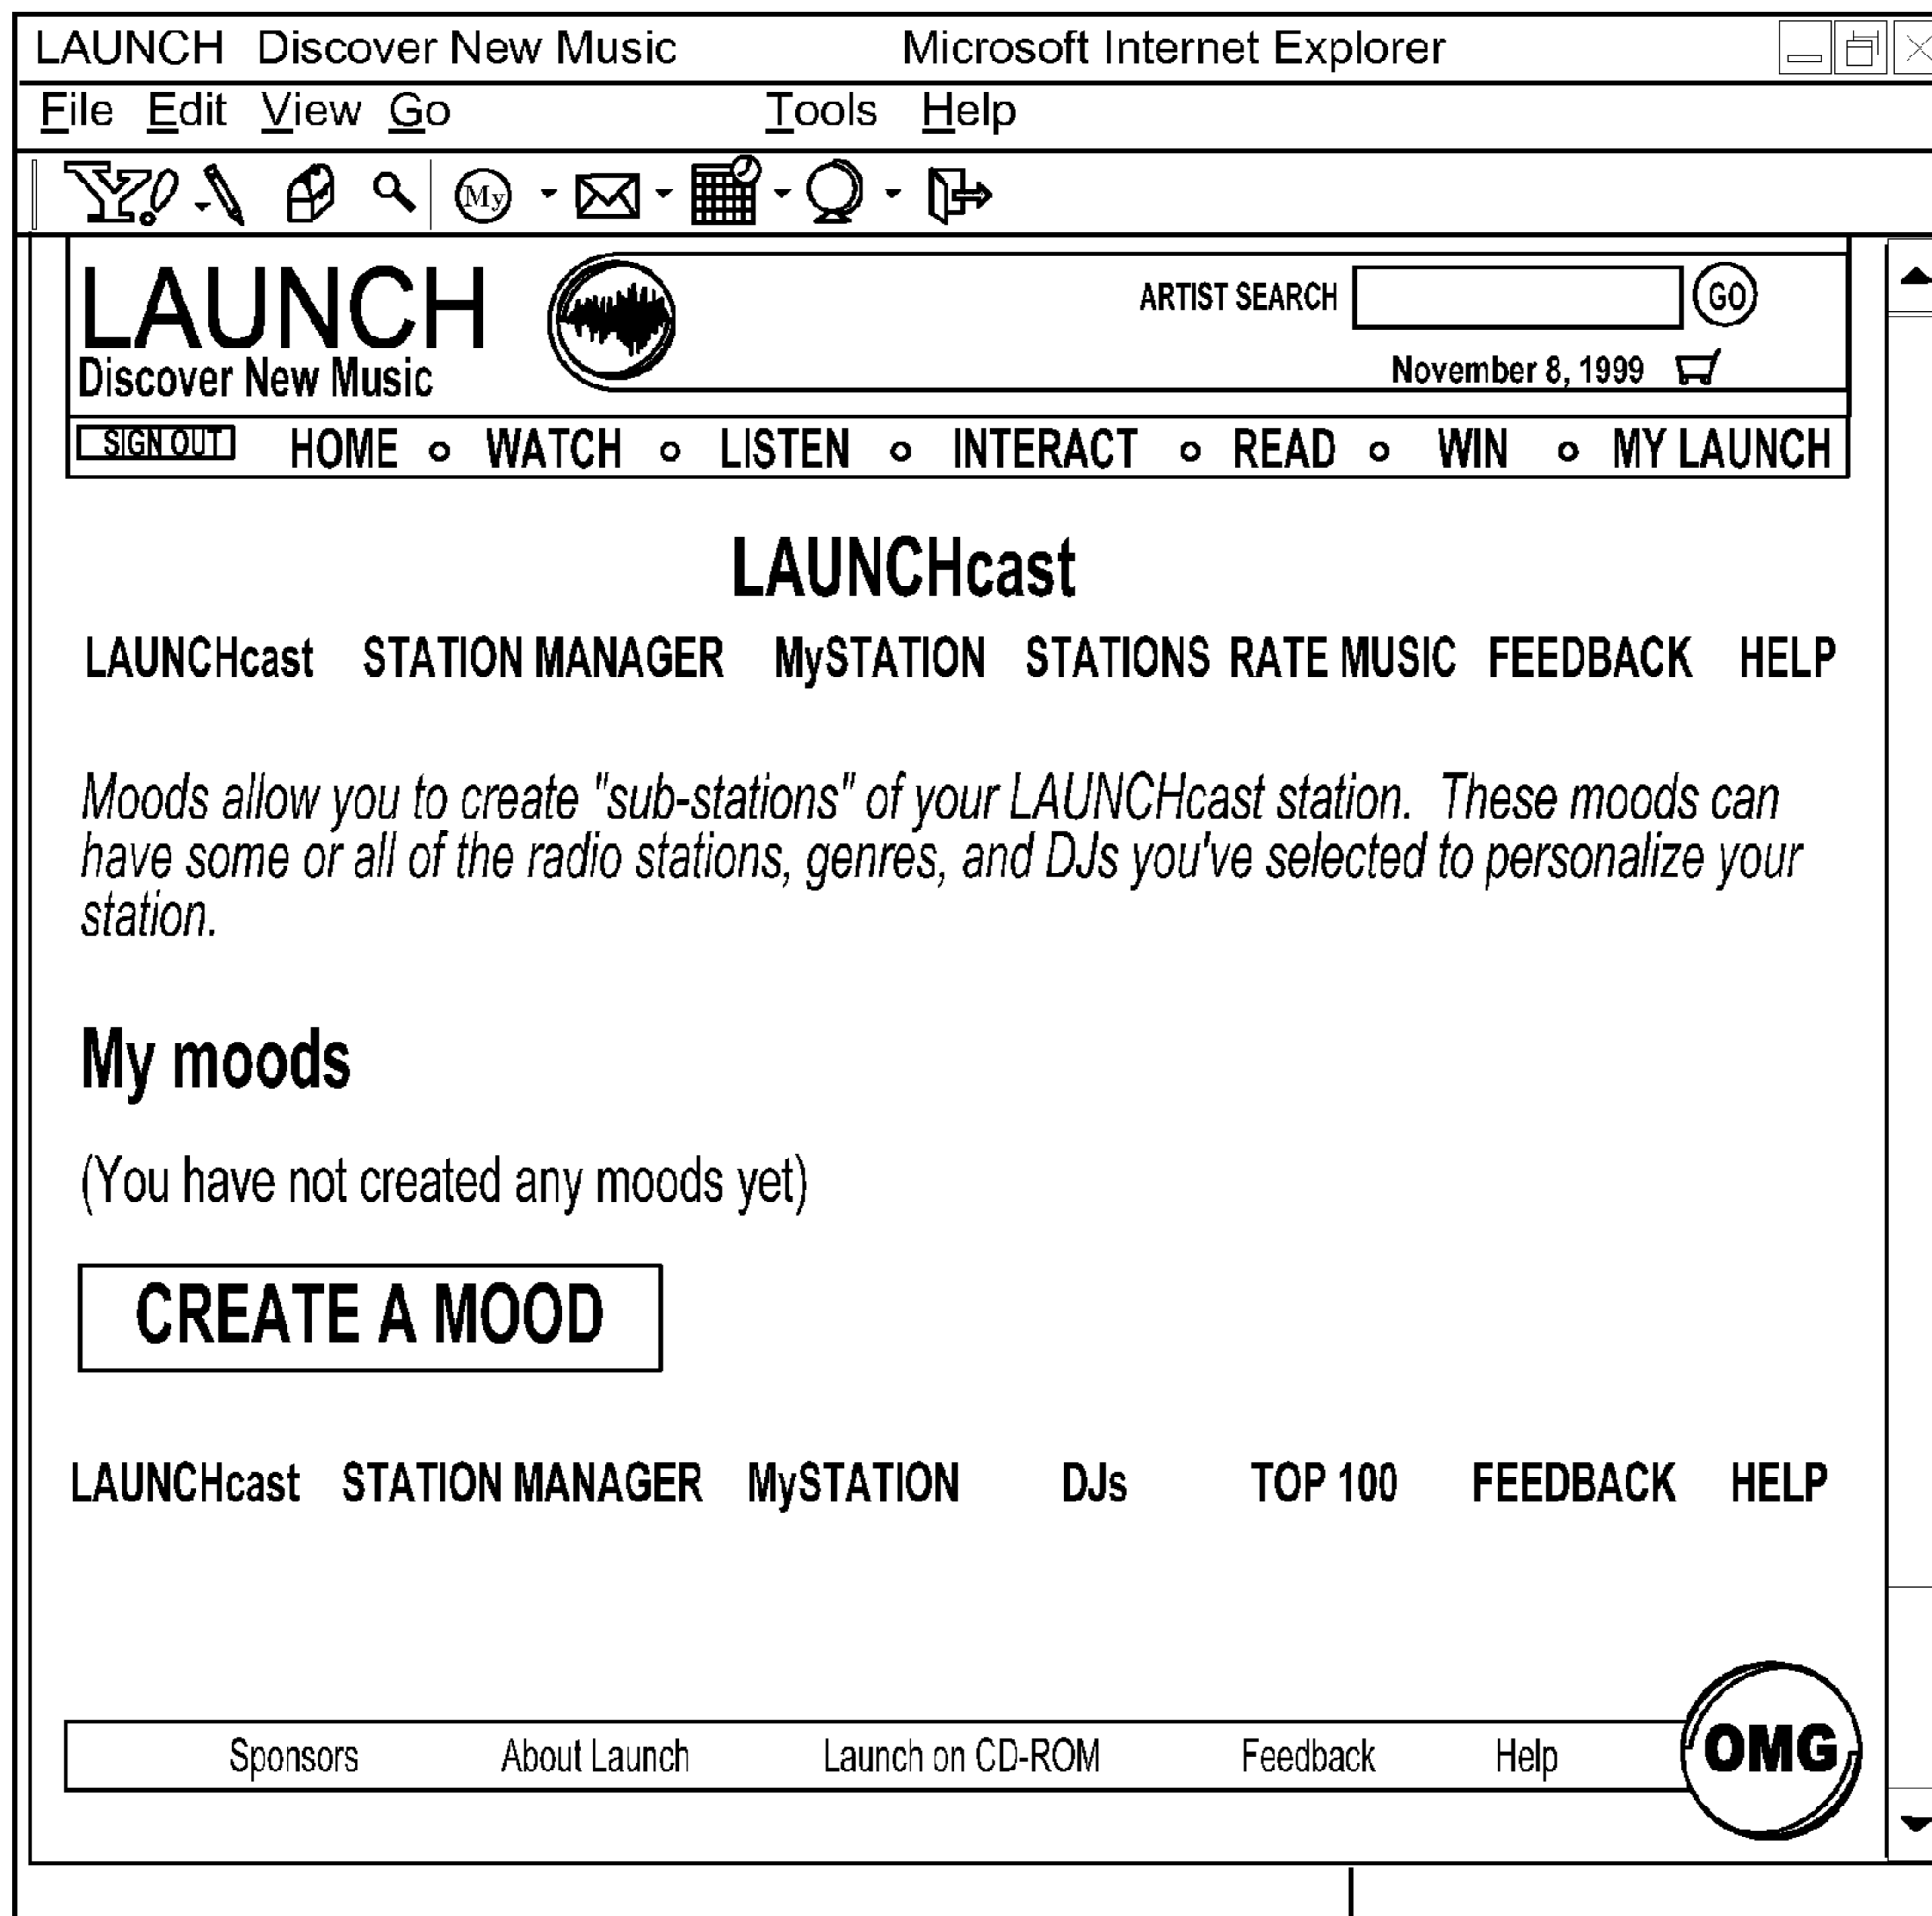 LAUNCH Discover New Music Microsoft Internet Explorer
File Edit View Go Tools Help
Y! My
LAUNCH
Discover New Music
ARTIST SEARCH GO
November 8, 1999
SIGN OUT HOME o WATCH o LISTEN o INTERACT o READ o WIN o MY LAUNCH
LAUNCHcast
LAUNCHcast STATION MANAGER MySTATION STATIONS RATE MUSIC FEEDBACK HELP
Moods allow you to create "sub-stations" of your LAUNCHcast station. These moods can
have some or all of the radio stations, genres, and DJs you've selected to personalize your
station.
My moods
(You have not created any moods yet)
CREATE A MOOD
LAUNCHcast STATION MANAGER MySTATION DJs TOP 100 FEEDBACK HELP
Sponsors About Launch Launch on CD-ROM Feedback Help OMG